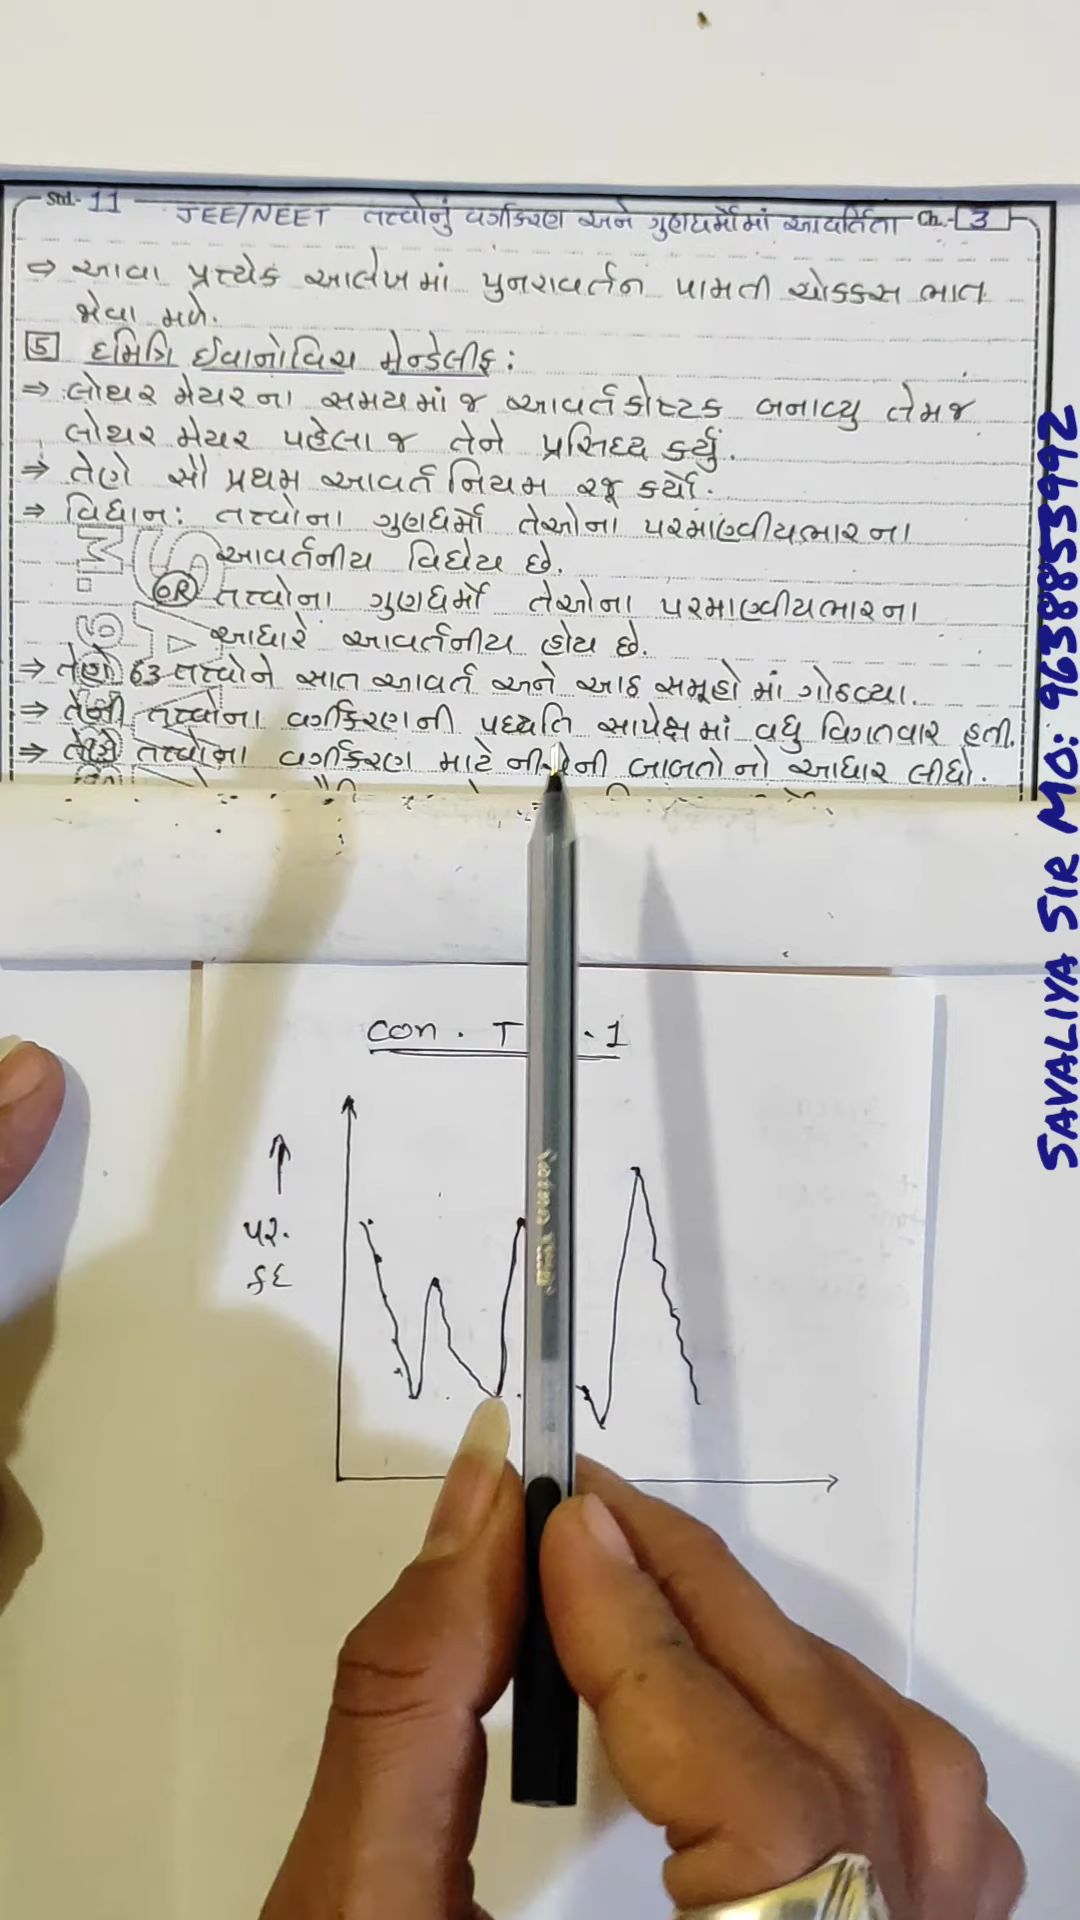 Std.- 11 JEE/NEET તત્ત્વોનું વર્ગીકરણ અને ગુણધર્મોમાં આવર્તિતા Ch.- 3
⇒ આવા પ્રત્યેક આલેખમાં પુનરાવર્તન પામતી ચોક્કસ ભાત
જોવા મળે.
5 દમિત્રિ ઈવાનોવિચ મેન્ડેલીફ :
⇒ લોથર મેયરના સમયમાં જ આવર્તકોષ્ટક બનાવ્યુ તેમજ
લોથર મેયર પહેલા જ તેને પ્રસિધ્ધ કર્યું.
⇒ તેણે સૌ પ્રથમ આવર્ત નિયમ રજૂ કર્યો.
⇒ વિધાન: તત્ત્વોના ગુણધર્મો તેઓના પરમાણ્વીયભારના
આવર્તનીય વિધેય છે.
OR તત્ત્વોના ગુણધર્મો તેઓના પરમાણ્વીયભારના
આધારે આવર્તનીય હોય છે.
⇒ તેણે 63 તત્ત્વોને સાત આવર્ત અને આઠ સમૂહોમાં ગોઠવ્યા.
⇒ તેની તત્ત્વોના વર્ગીકરણની પધ્ધતિ સાપેક્ષમાં વધુ વિગતવાર હતી.
⇒ તેણે તત્ત્વોના વર્ગીકરણ માટે નીચેની બાબતોનો આધાર લીધો.
con. T . 1
પર.
કદ
SAVALIYA SIR MO: 9638853992